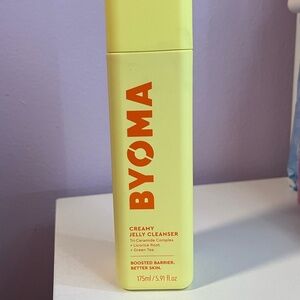 BYOMA
CREAMY
JELLY CLEANSER
Tri-Ceramide Complex
+ Licorice Root
+ Green Tea
BOOSTED BARRIER.
BETTER SKIN.
175ml / 5.91 fl.oz